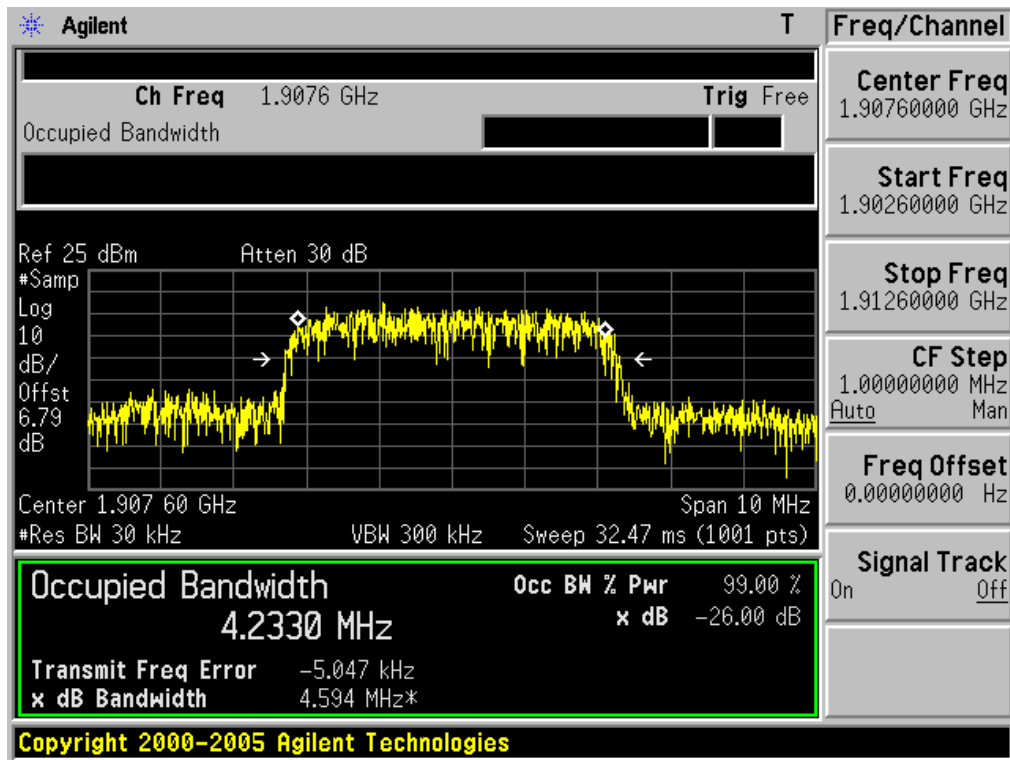 Agilent T
Freq/Channel
Ch Freq 1.9076 GHz Trig Free
Occupied Bandwidth
Center Freq
1.90760000 GHz
Start Freq
1.90260000 GHz
Stop Freq
1.91260000 GHz
CF Step
1.00000000 MHz
Auto Man
Freq Offset
0.00000000 Hz
Signal Track
On Off
Ref 25 dBm Atten 30 dB
#Samp
Log
10
dB/
Offst
6.79
dB
Center 1.907 60 GHz Span 10 MHz
#Res BW 30 kHz VBW 300 kHz Sweep 32.47 ms (1001 pts)
Occupied Bandwidth
4.2330 MHz
Occ BW % Pwr 99.00 %
x dB -26.00 dB
Transmit Freq Error -5.047 kHz
x dB Bandwidth 4.594 MHz*
Copyright 2000-2005 Agilent Technologies